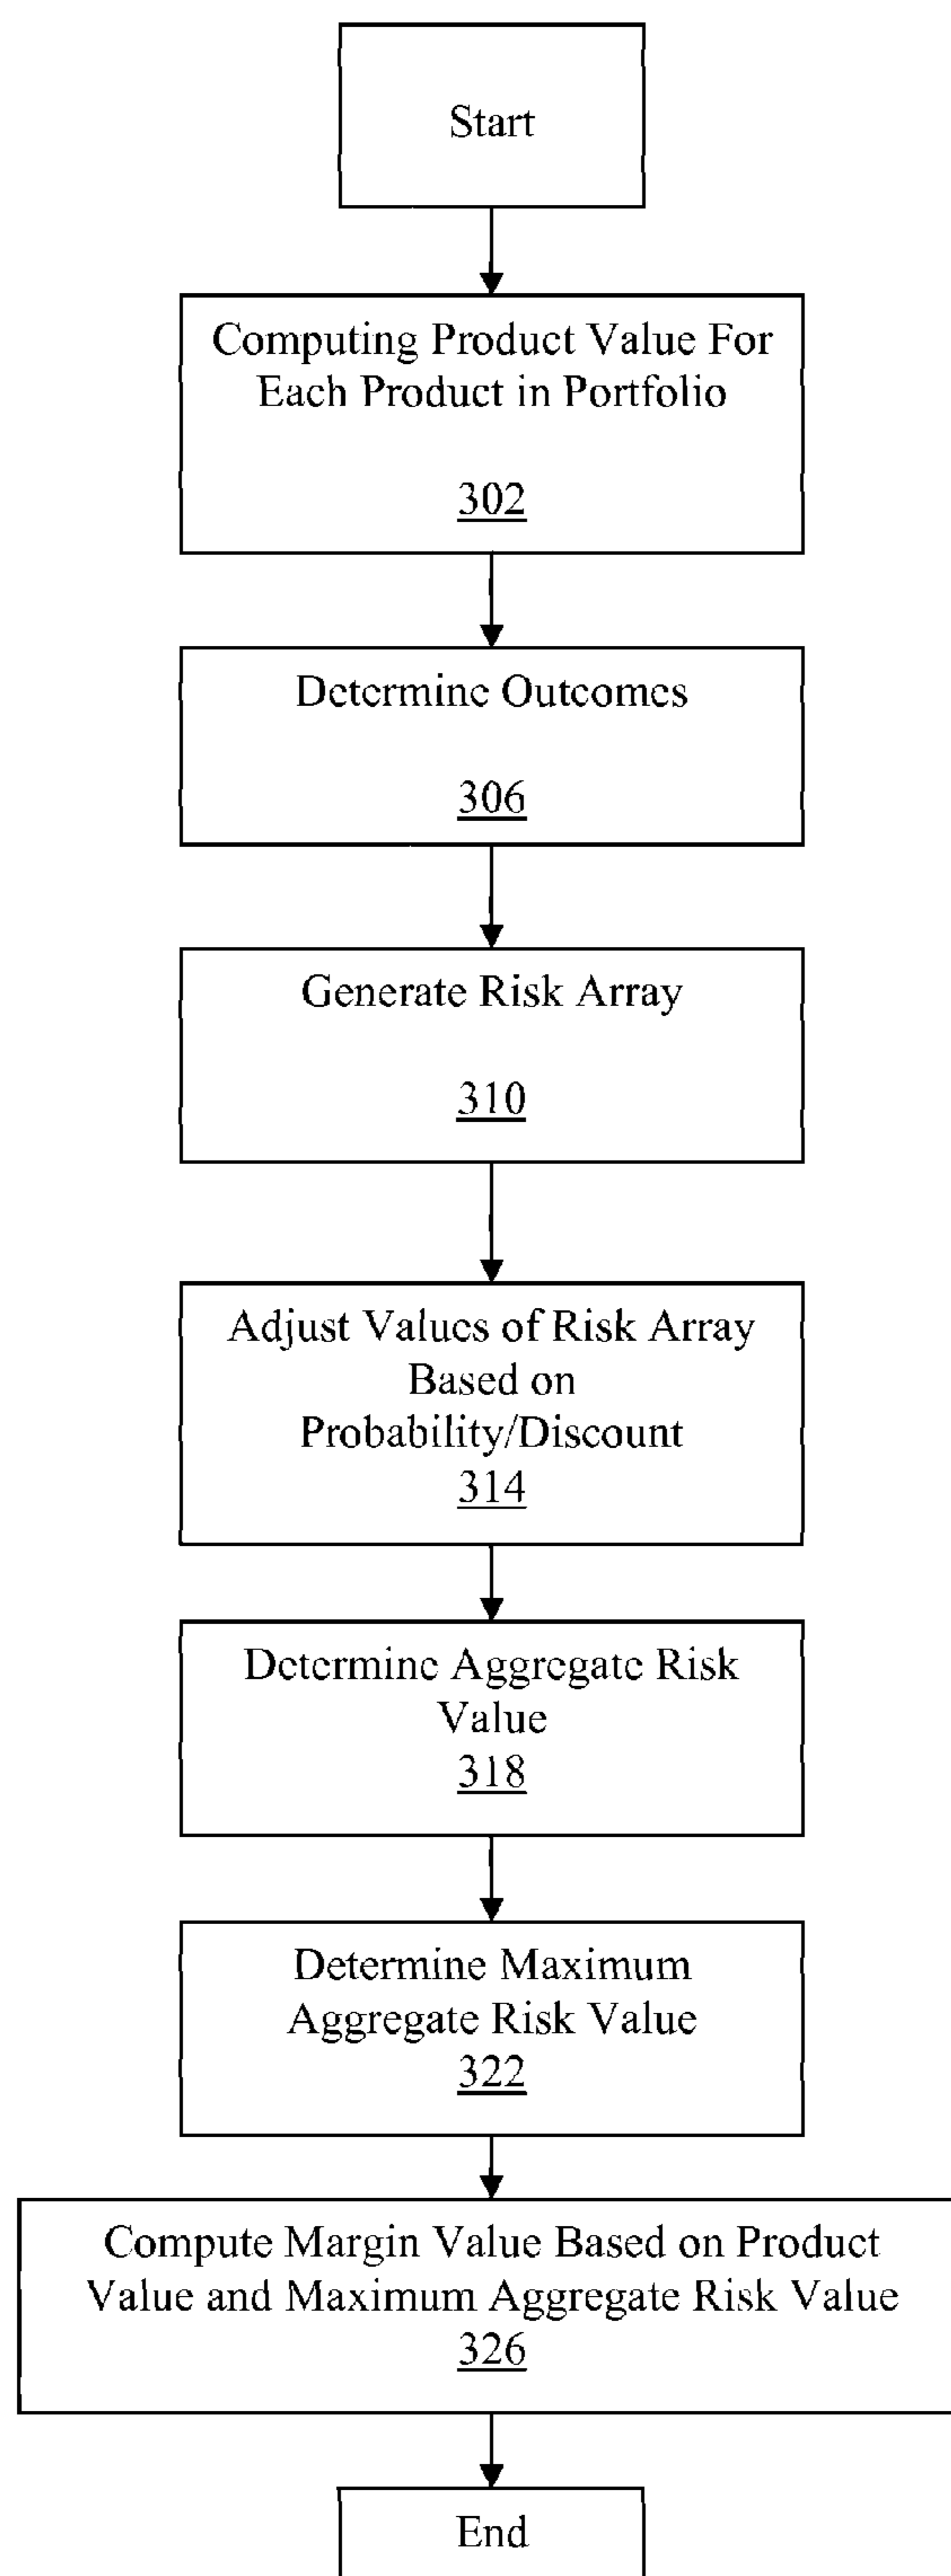 Start
Computing Product Value For
Each Product in Portfolio
302
Determine Outcomes
306
Generate Risk Array
310
Adjust Values of Risk Array
Based on
Probability/Discount
314
Determine Aggregate Risk
Value
318
Determine Maximum
Aggregate Risk Value
322
Compute Margin Value Based on Product
Value and Maximum Aggregate Risk Value
326
End